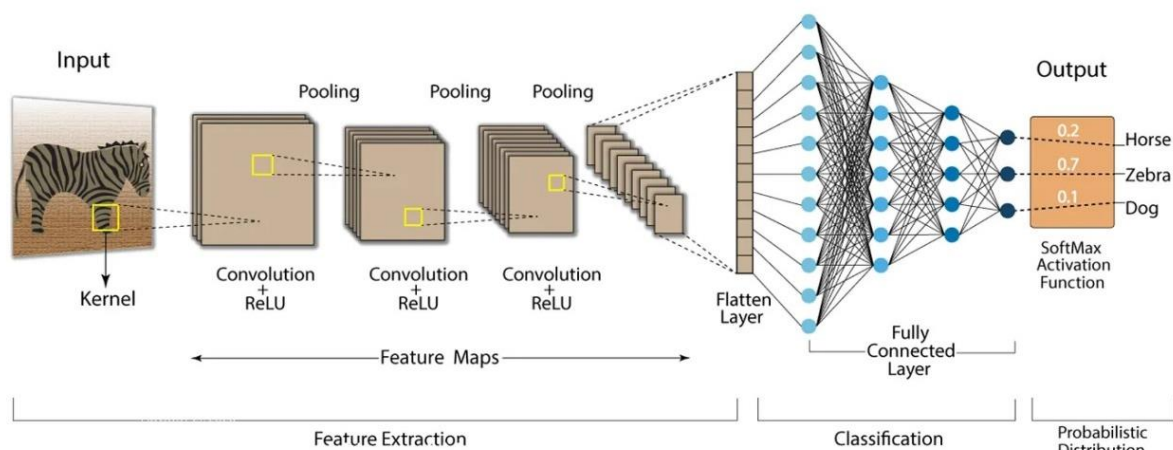 Input
Kernel
Pooling
Pooling
Pooling
Convolution
+
ReLU
Convolution
+
ReLU
Convolution
+
ReLU
Feature Maps
Flatten
Layer
Fully
Connected
Layer
Output
0.2
0.7
0.1
Horse
Zebra
Dog
SoftMax
Activation
Function
Feature Extraction
Classification
Probabilistic
Distribution